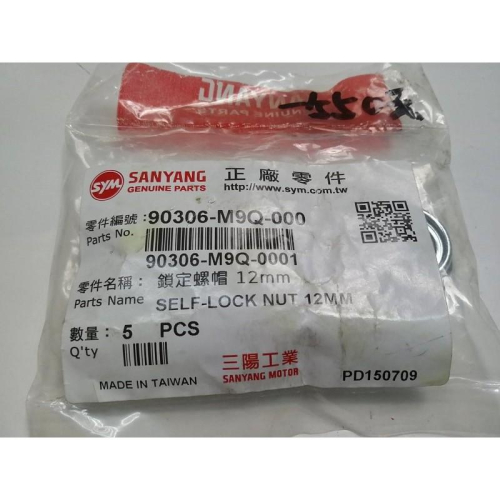 SYM SANYANG 正廠零件
GENUINE PARTS http://www.sym.com.tw
零件編號：90306-M9Q-000
Parts No.
90306-M9Q-0001
零件名稱： 鎖定螺帽 12mm
Parts Name SELF-LOCK NUT 12MM
數量： 5 PCS
Q'ty
三陽工業
MADE IN TAIWAN SANYANG MOTOR PD150709